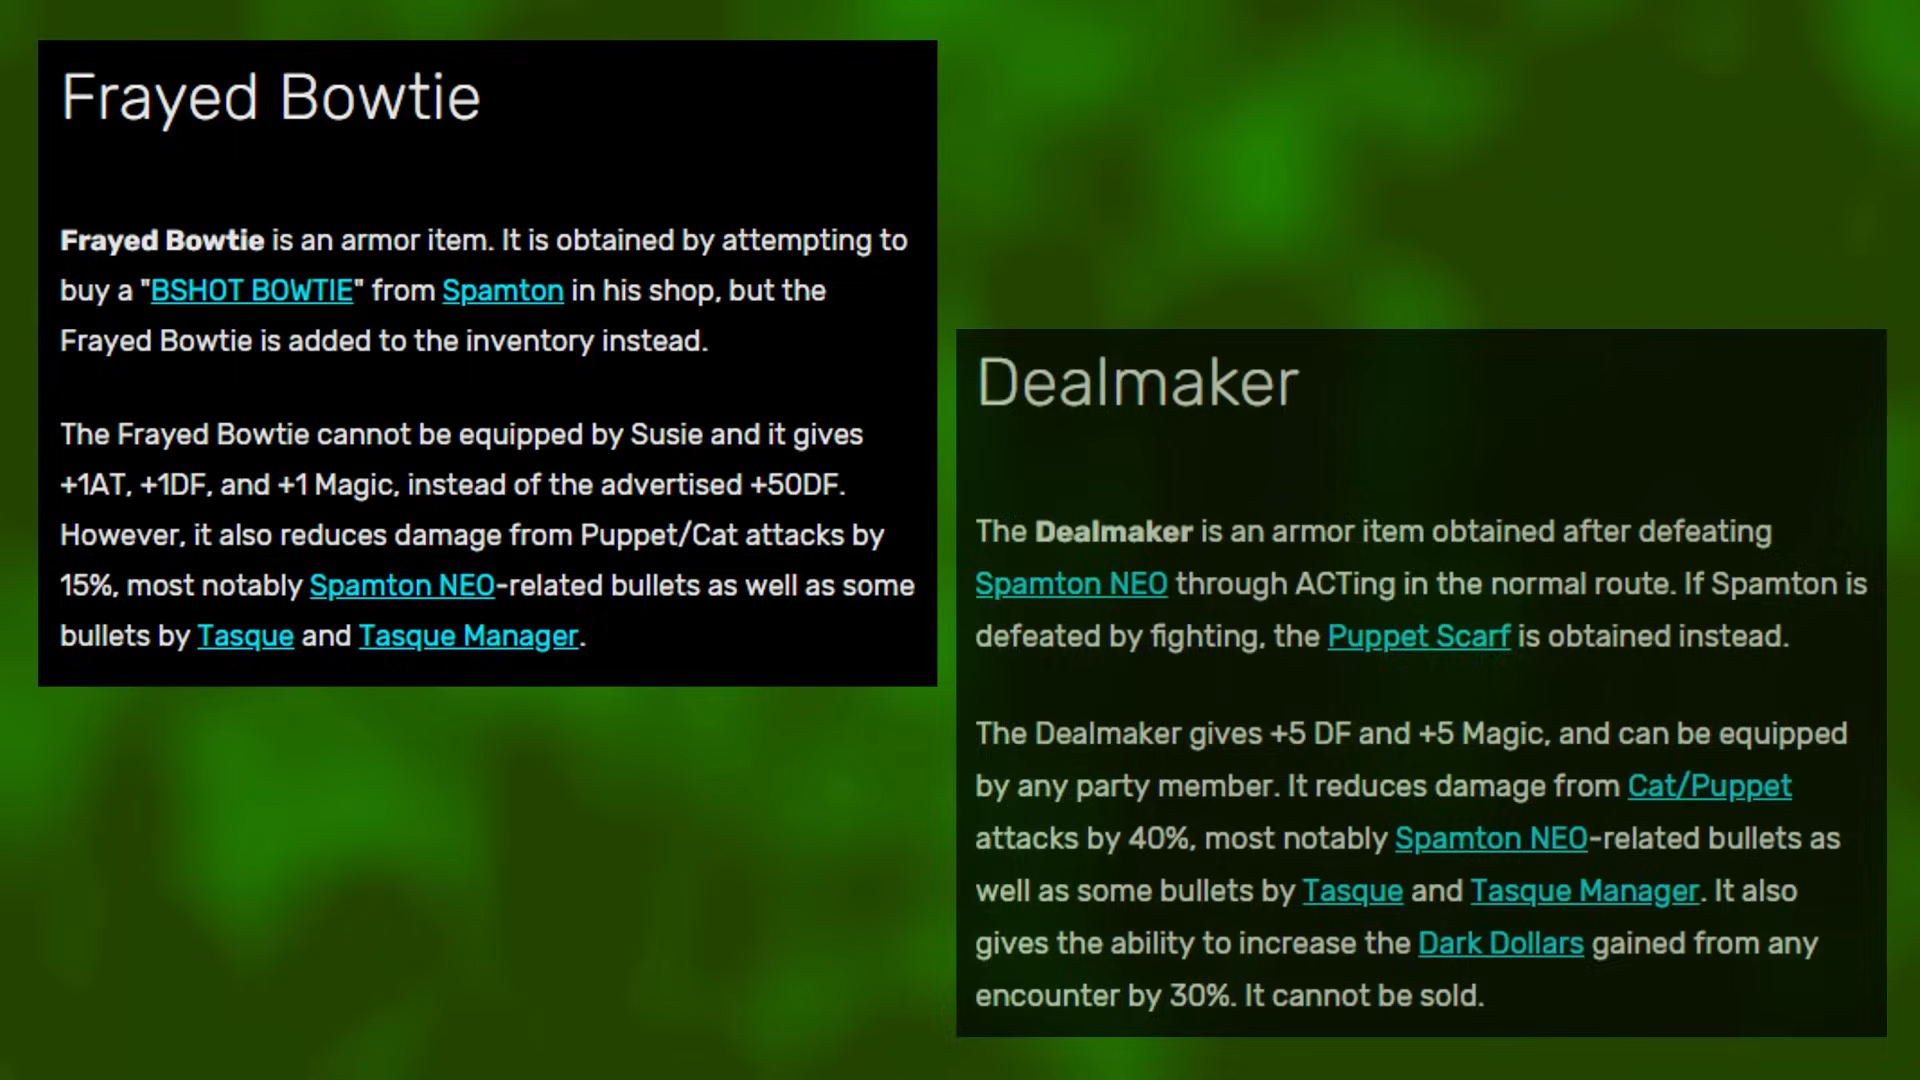 Frayed Bowtie
Frayed Bowtie is an armor item. It is obtained by attempting to
buy a "BSHOT BOWTIE" from Spamton in his shop, but the
Frayed Bowtie is added to the inventory instead.
The Frayed Bowtie cannot be equipped by Susie and it gives
+1AT, +1DF, and +1 Magic, instead of the advertised +50DF.
However, it also reduces damage from Puppet/Cat attacks by
15%, most notably Spamton NEO-related bullets as well as some
bullets by Tasque and Tasque Manager.
Dealmaker
The Dealmaker is an armor item obtained after defeating
Spamton NEO through ACTing in the normal route. If Spamton is
defeated by fighting, the Puppet Scarf is obtained instead.
The Dealmaker gives +5 DF and +5 Magic, and can be equipped
by any party member. It reduces damage from Cat/Puppet
attacks by 40%, most notably Spamton NEO-related bullets as
well as some bullets by Tasque and Tasque Manager. It also
gives the ability to increase the Dark Dollars gained from any
encounter by 30%. It cannot be sold.